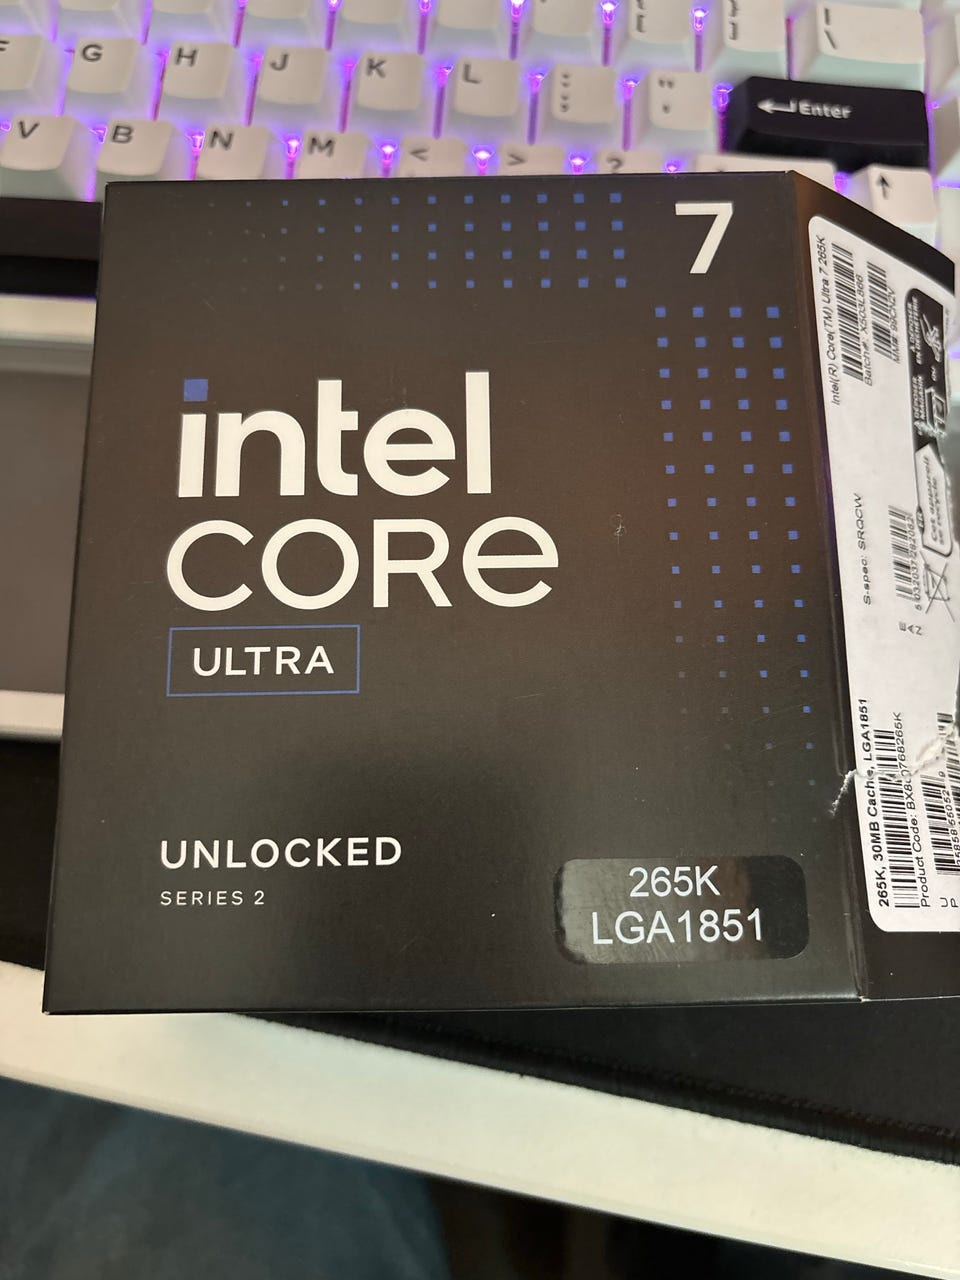 G H J K L : ; " '
Enter
V B N M < > ?
7
intel
CORE
ULTRA
UNLOCKED
SERIES 2
265K
LGA1851
Intel(R) Core(TM) Ultra 7 265K
Batch#:
S-spec: SRQCW
265K, 30MB Cache, LGA1851
Product Code: